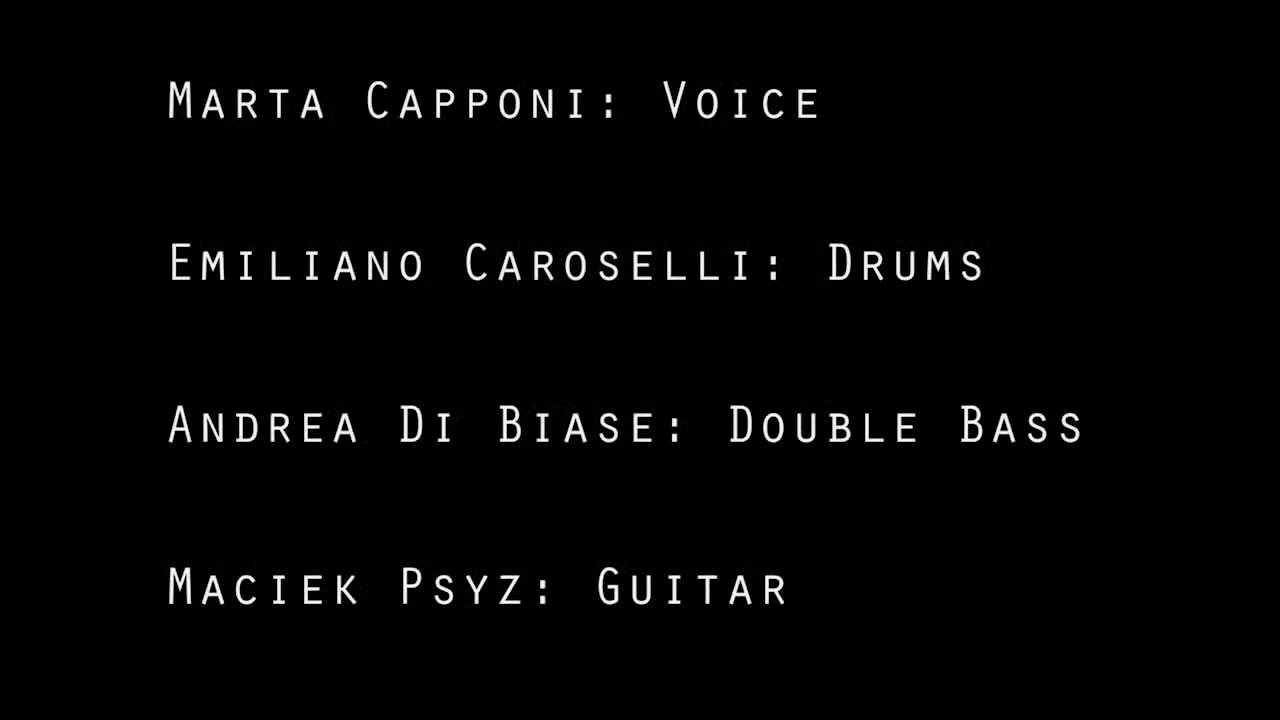 Marta Capponi: Voice
Emiliano Caroselli: Drums
Andrea Di Biase: Double Bass
Maciek Psyz: Guitar